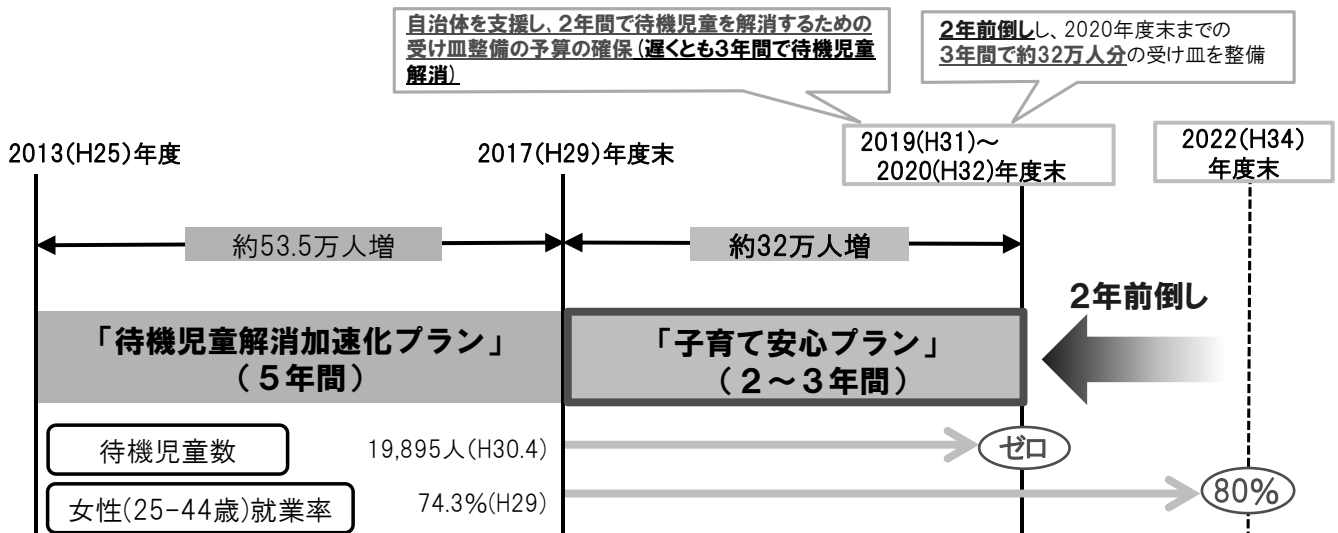 自治体を支援し、2年間で待機児童を解消するための
受け皿整備の予算の確保(遅くとも3年間で待機児童
解消)
2年前倒しし、2020年度末までの
3年間で約32万人分の受け皿を整備
2013(H25)年度
2017(H29)年度末
2019(H31)～
2020(H32)年度末
2022(H34)
年度末
約53.5万人増
約32万人増
2年前倒し
「待機児童解消加速化プラン」
(5年間)
「子育て安心プラン」
(2～3年間)
待機児童数
19,895人(H30.4)
ゼロ
女性(25-44歳)就業率
74.3%(H29)
80%